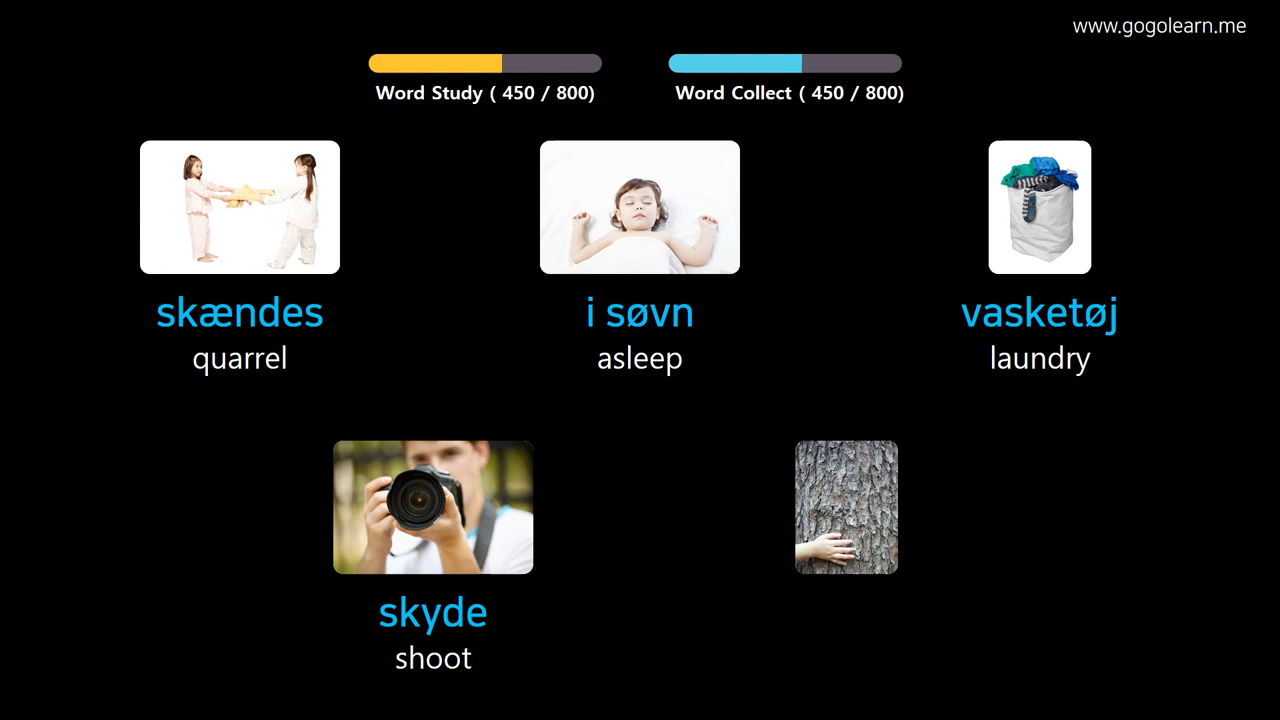 www.gogolearn.me
Word Study ( 450 / 800)
Word Collect ( 450 / 800)
skændes
quarrel
i søvn
asleep
vasketøj
laundry
skyde
shoot